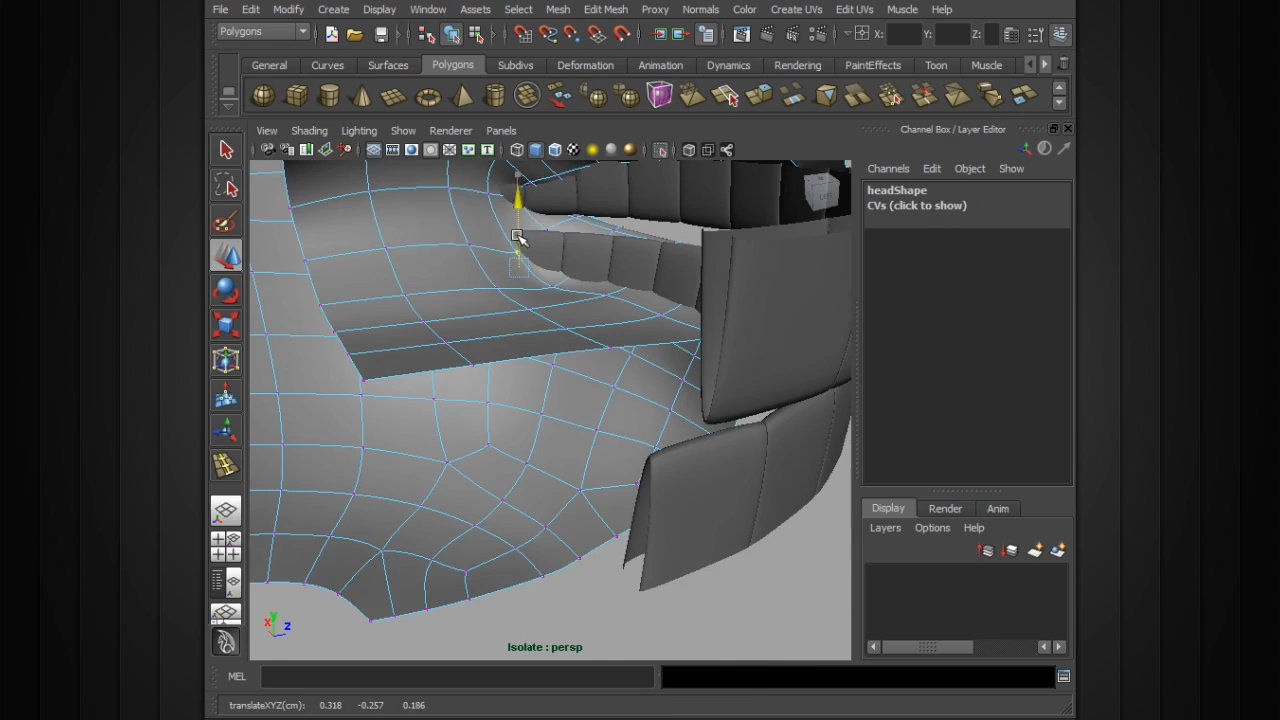 File Edit Modify Create Display Window Assets Select Mesh Edit Mesh Proxy Normals Color Create UVs Edit UVs Muscle Help
Polygons X: Y: Z:
General Curves Surfaces Polygons Subdivs Deformation Animation Dynamics Rendering PaintEffects Toon Muscle
View Shading Lighting Show Renderer Panels
Channel Box / Layer Editor
Channels Edit Object Show
headShape
CVs (click to show)
Display Render Anim
Layers Options Help
Y
X
Z
Isolate : persp
MEL
translateXYZ(cm): 0.318 -0.257 0.186